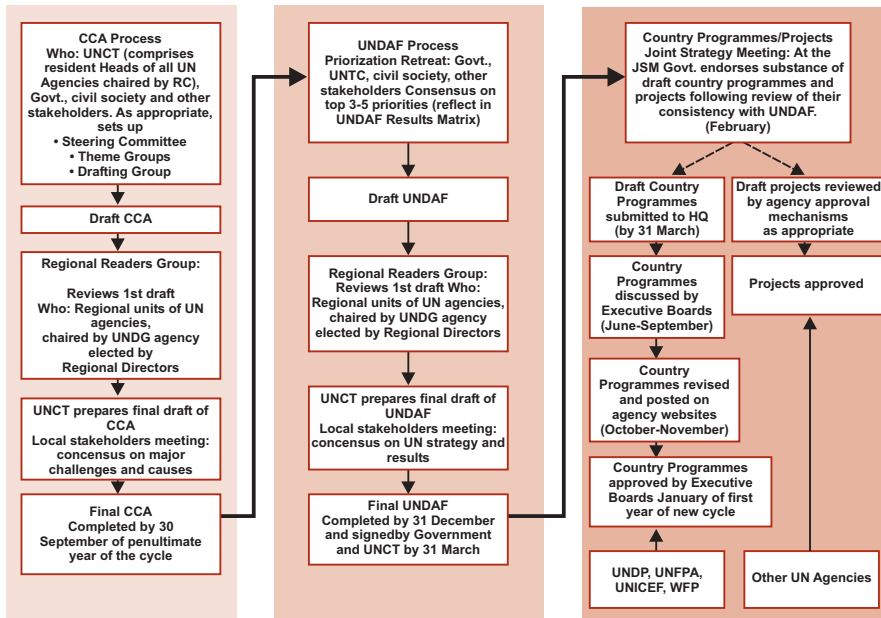 CCA Process
Who: UNCT (comprises
resident Heads of all UN
Agencies chaired by RC),
Govt., civil society and other
stakeholders. As appropriate,
sets up
• Steering Committee
• Theme Groups
• Drafting Group
Draft CCA
Regional Readers Group:
Reviews 1st draft
Who: Regional units of UN
agencies,
chaired by UNDG agency
elected by
Regional Directors
UNCT prepares final draft of
CCA
Local stakeholders meeting:
concensus on major
challenges and causes
Final CCA
Completed by 30
September of penultimate
year of the cycle
UNDAF Process
Priorization Retreat: Govt.,
UNTC, civil society, other
stakeholders Consensus on
top 3-5 priorities (reflect in
UNDAF Results Matrix)
Draft UNDAF
Regional Readers Group:
Reviews 1st draft Who:
Regional units of UN agencies,
chaired by UNDG agency
elected by Regional Directors
UNCT prepares final draft of
UNDAF
Local stakeholders meeting:
concensus on UN strategy and
results
Final UNDAF
Completed by 31 December
and signedby Government
and UNCT by 31 March
Country Programmes/Projects
Joint Strategy Meeting: At the
JSM Govt. endorses substance of
draft country programmes and
projects following review of their
consistency with UNDAF.
(February)
Draft Country
Programmes
submitted to HQ
(by 31 March)
Country
Programmes
discussed by
Executive Boards
(June-September)
Country
Programmes revised
and posted on
agency websites
(October-November)
Country Programmes
approved by Executive
Boards January of first
year of new cycle
UNDP, UNFPA,
UNICEF, WFP
Draft projects reviewed
by agency approval
mechanisms
as appropriate
Projects approved
Other UN Agencies